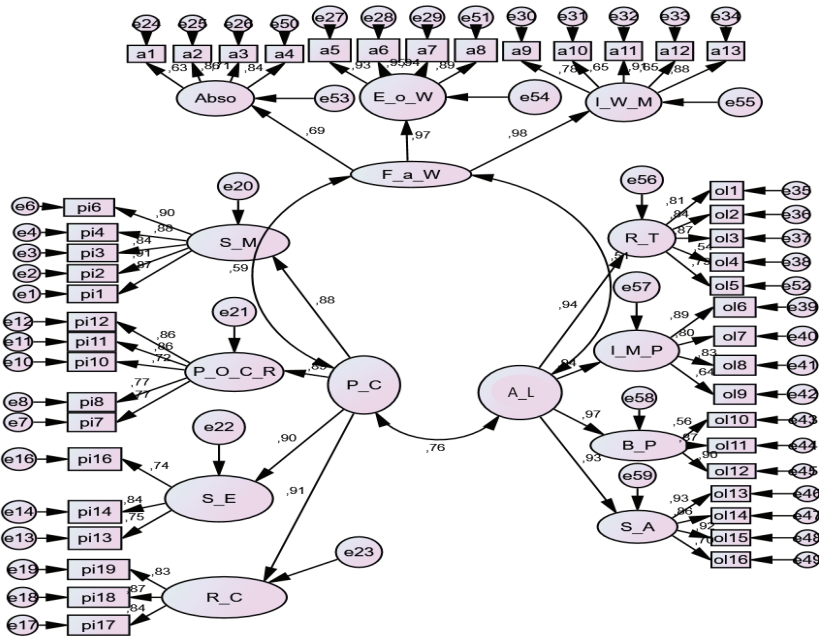 e24 e25 e26 e50 e27 e28 e29 e51 e30 e31 e32 e33 e34
a1 a2 a3 a4 a5 a6 a7 a8 a9 a10 a11 a12 a13
,63 ,84 ,93 ,89 ,65 ,88
Abso e53 E_o_W e54 I_W_M e55
,69 ,97 ,98
F_a_W
e20 e56
e6 pi6 ,90 ol1 e35
,81
e4 pi4 ol2 e36
e3 pi3 ,84 S_M R_T ol3 e37
,87
e2 pi2 ,91 ol4 e38
,59
e1 pi1 ol5 e52
e57
,88 ,94
e21 ol6 e39
,89
e12 pi12
e11 pi11 ,86 ol7 e40
,80
e10 pi10 ,72 I_M_P ol8 e41
,83
P_O_C_R P_C A_L
,77 ,64 ol9 e42
e8 pi8
e7 pi7 e58
,97 ,56 ol10 e43
e22 B_P ol11 e44
,90 ,90 ol12 e45
e16 pi16 ,76 ,93
,74 e59
S_E ,91 ,93 ol13 e46
e14 pi14 ,84 ol14 e47
e13 pi13 ,75 S_A ,92 ol15 e48
e23 ol16 e49
e19 pi19 ,83
e18 pi18 ,87 R_C
e17 pi17 ,84